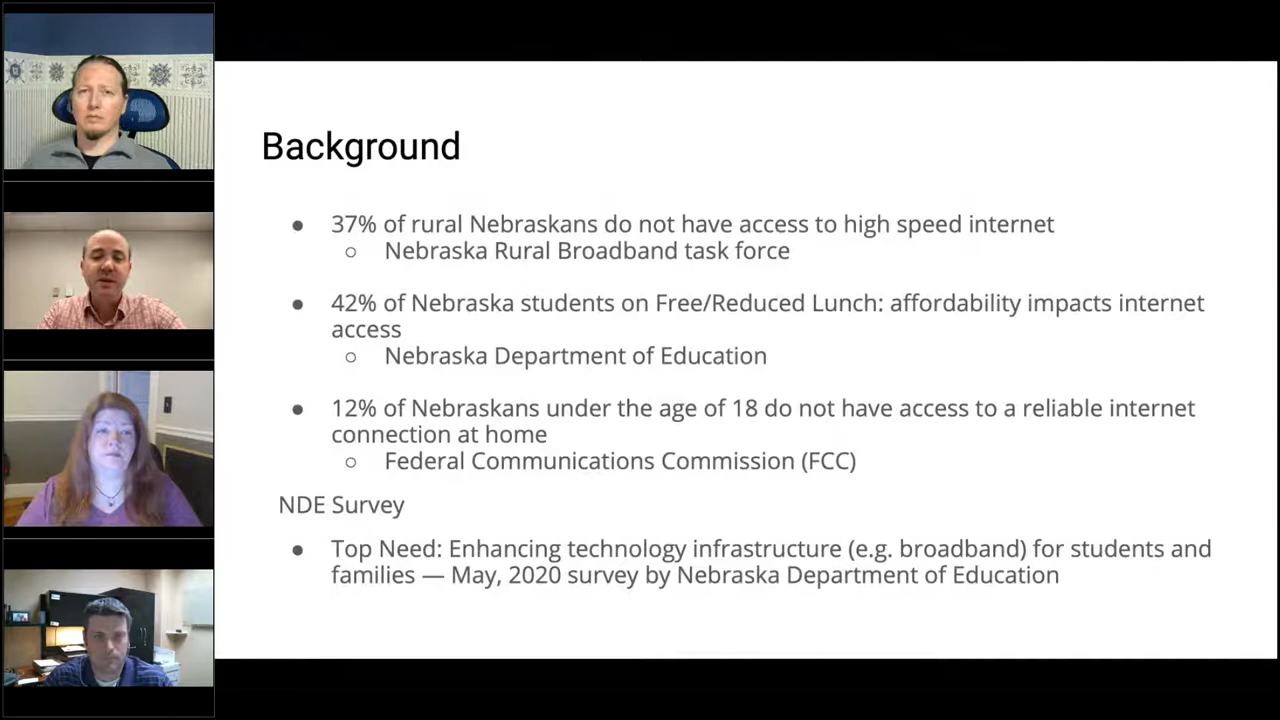 Background
● 37% of rural Nebraskans do not have access to high speed internet
○ Nebraska Rural Broadband task force
● 42% of Nebraska students on Free/Reduced Lunch: affordability impacts internet
access
○ Nebraska Department of Education
● 12% of Nebraskans under the age of 18 do not have access to a reliable internet
connection at home
○ Federal Communications Commission (FCC)
NDE Survey
● Top Need: Enhancing technology infrastructure (e.g. broadband) for students and
families — May, 2020 survey by Nebraska Department of Education